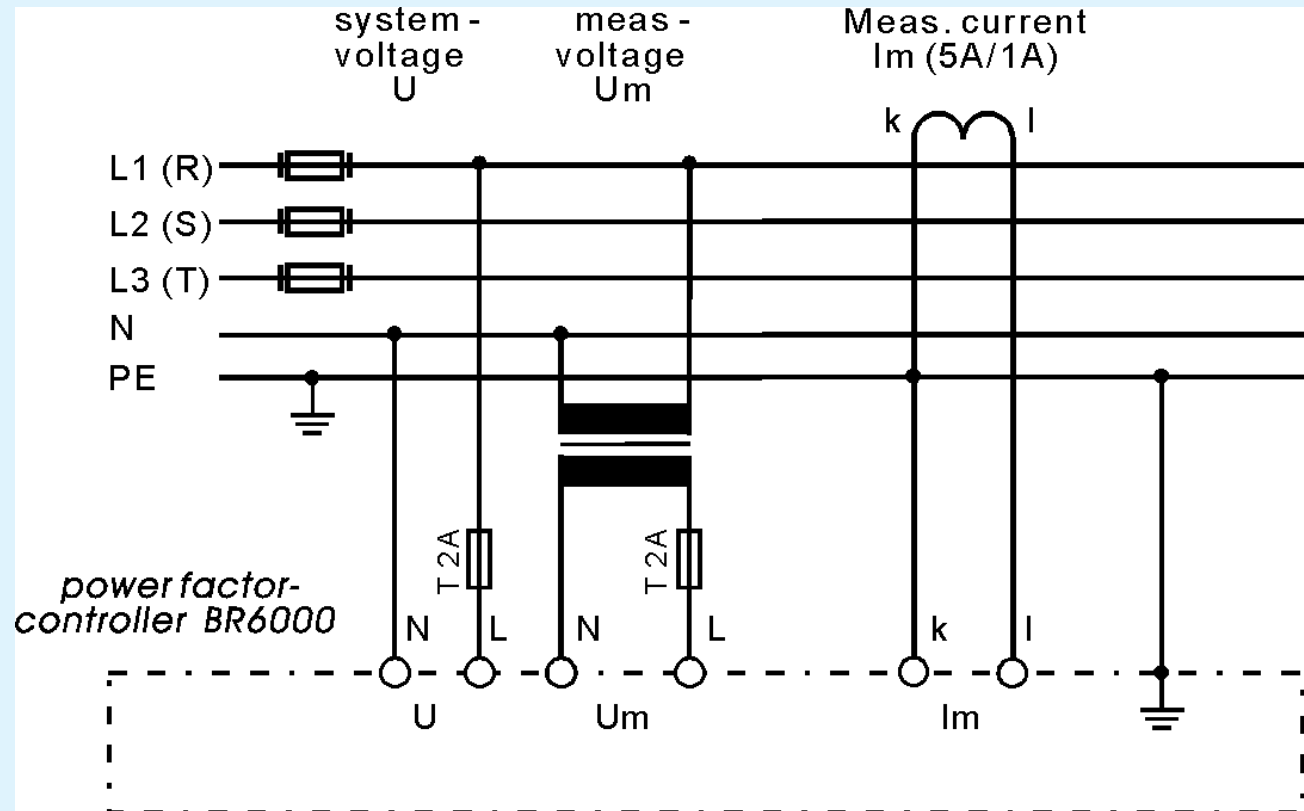 system -
voltage
U
meas -
voltage
Um
Meas. current
Im (5A/1A)
k l
L1 (R)
L2 (S)
L3 (T)
N
PE
T 2A
T 2A
power factor-
controller BR6000
N L N L k l
U Um Im